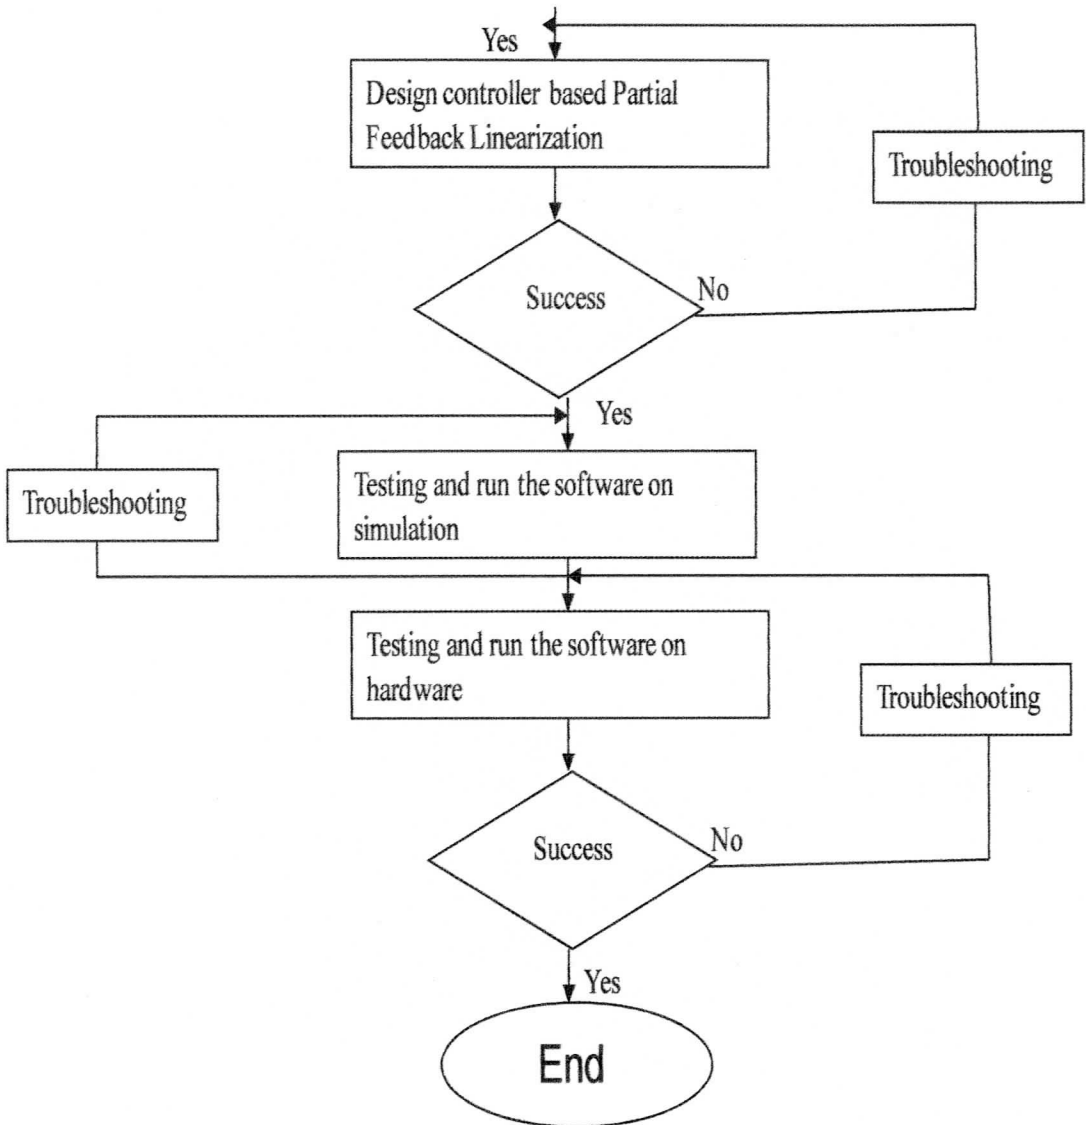 Yes
Design controller based Partial
Feedback Linearization
Troubleshooting
Success
No
Yes
Troubleshooting
Testing and run the software on
simulation
Testing and run the software on
hardware
Troubleshooting
Success
No
Yes
End